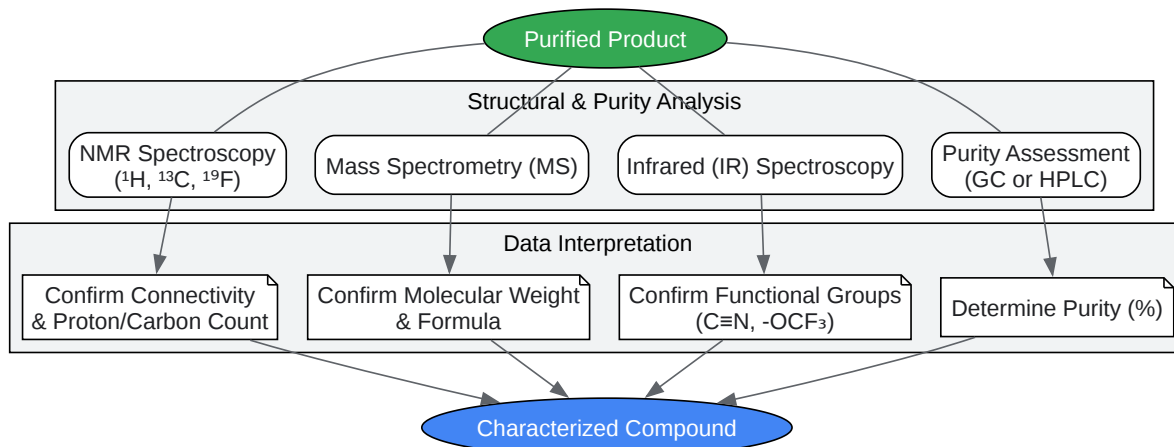 Purified Product
Structural & Purity Analysis
NMR Spectroscopy
(¹H, ¹³C, ¹⁹F)
Mass Spectrometry (MS)
Infrared (IR) Spectroscopy
Purity Assessment
(GC or HPLC)
Data Interpretation
Confirm Connectivity
& Proton/Carbon Count
Confirm Molecular Weight
& Formula
Confirm Functional Groups
(C≡N, -OCF₃)
Determine Purity (%)
Characterized Compound